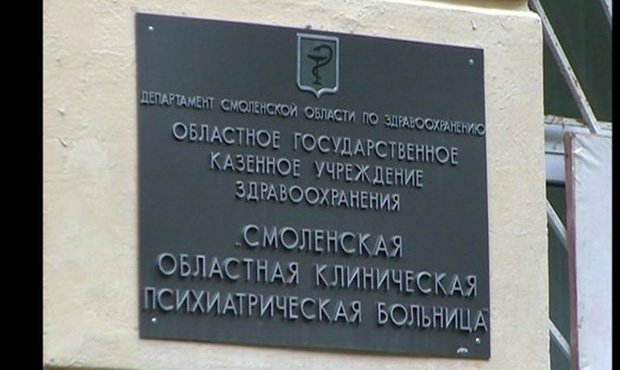 ДЕПАРТАМЕНТ СМОЛЕНСКОЙ ОБЛАСТИ ПО ЗДРАВООХРАНЕНИЮ
ОБЛАСТНОЕ ГОСУДАРСТВЕННОЕ
КАЗЕННОЕ УЧРЕЖДЕНИЕ
ЗДРАВООХРАНЕНИЯ
„СМОЛЕНСКАЯ
ОБЛАСТНАЯ КЛИНИЧЕСКАЯ
ПСИХИАТРИЧЕСКАЯ БОЛЬНИЦА"